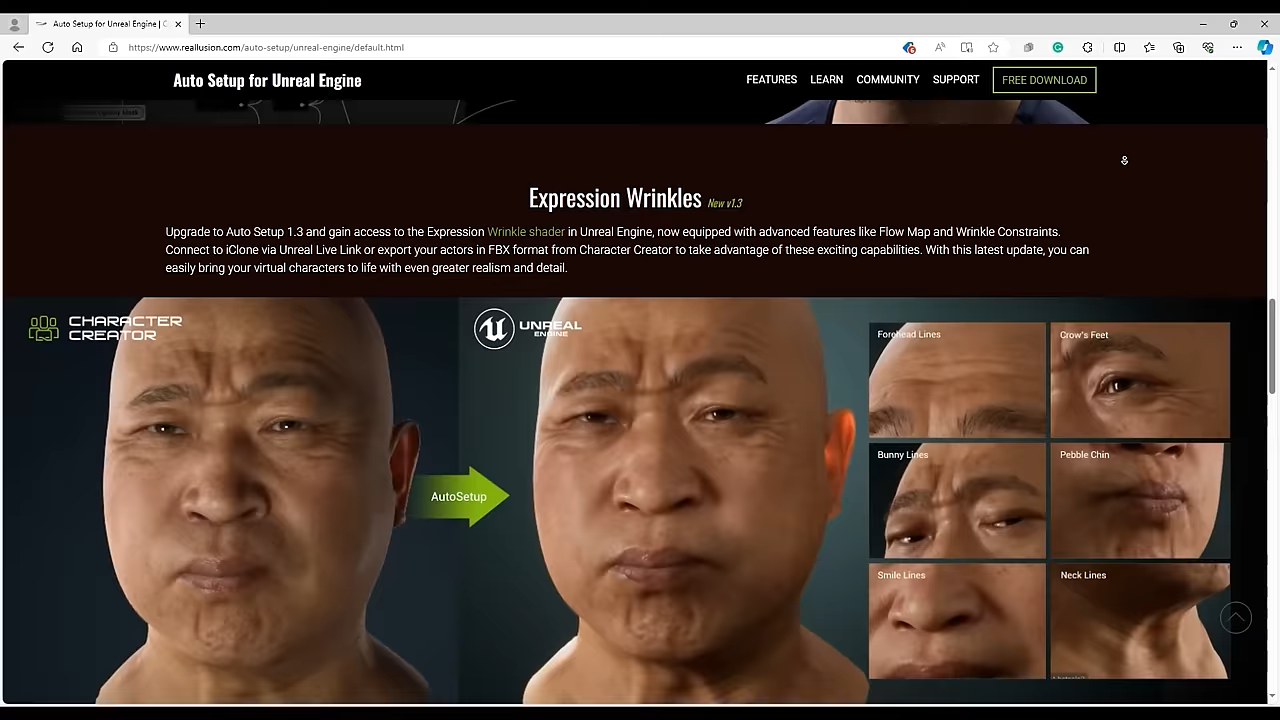 Auto Setup for Unreal Engine | C
https://www.reallusion.com/auto-setup/unreal-engine/default.html
Auto Setup for Unreal Engine
FEATURES LEARN COMMUNITY SUPPORT FREE DOWNLOAD
Expression Wrinkles New v1.3
Upgrade to Auto Setup 1.3 and gain access to the Expression Wrinkle shader in Unreal Engine, now equipped with advanced features like Flow Map and Wrinkle Constraints.
Connect to iClone via Unreal Live Link or export your actors in FBX format from Character Creator to take advantage of these exciting capabilities. With this latest update, you can
easily bring your virtual characters to life with even greater realism and detail.
CHARACTER
CREATOR
UNREAL
ENGINE
AutoSetup
Forehead Lines
Crow's Feet
Bunny Lines
Pebble Chin
Smile Lines
Neck Lines